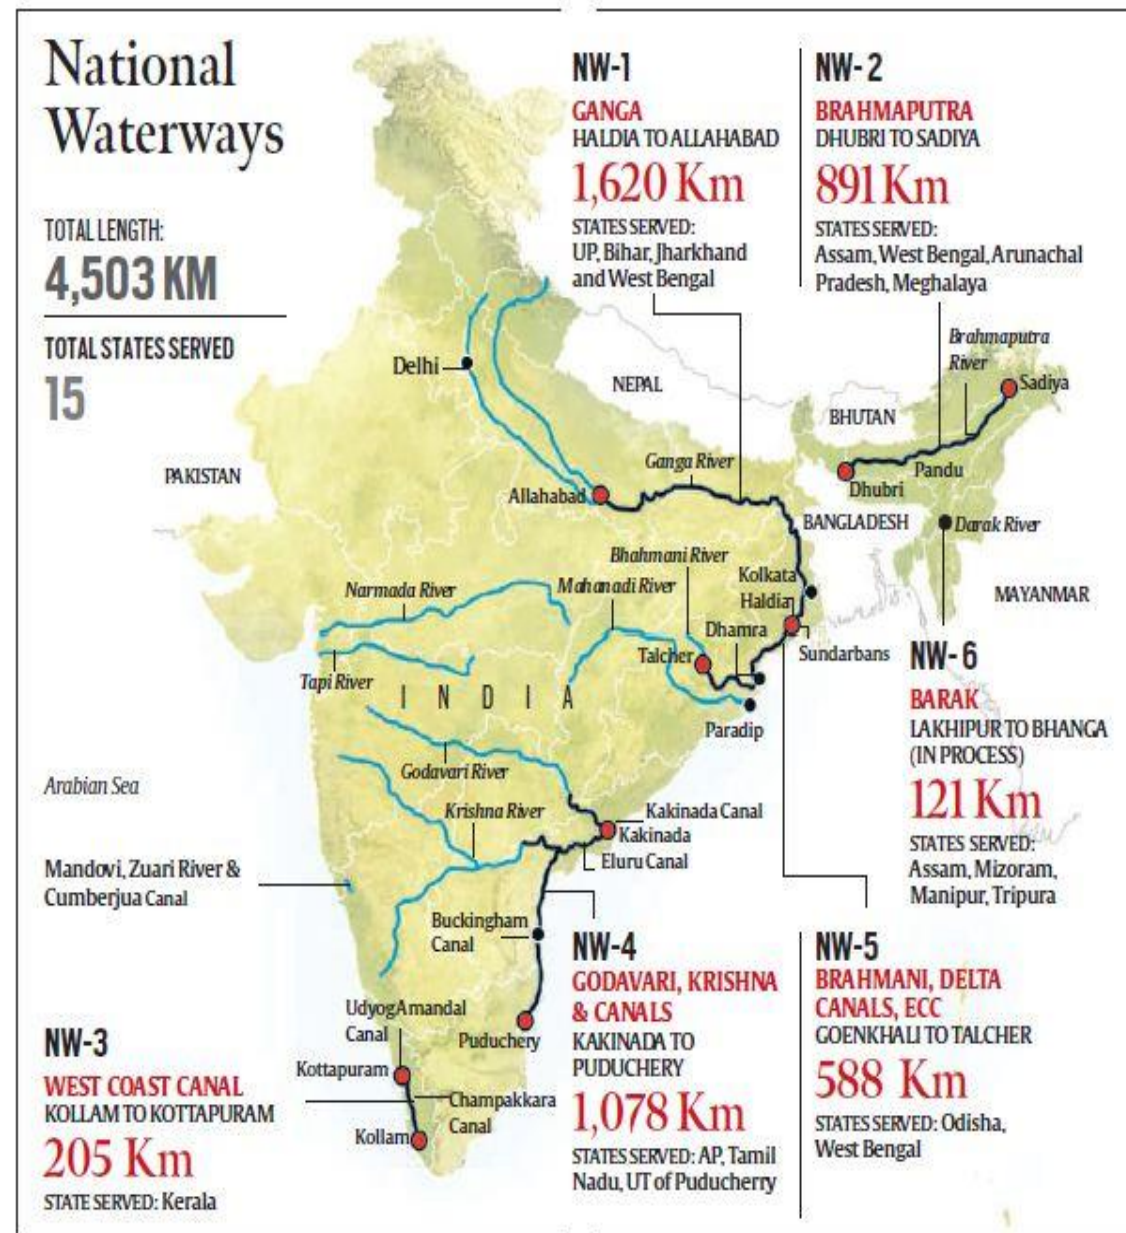 National
Waterways
TOTAL LENGTH:
4,503 KM
TOTAL STATES SERVED
15
NW-1
GANGA
HALDIA TO ALLAHABAD
1,620 Km
STATES SERVED:
UP, Bihar, Jharkhand
and West Bengal
NW-2
BRAHMAPUTRA
DHUBRI TO SADIYA
891 Km
STATES SERVED:
Assam, West Bengal, Arunachal
Pradesh, Meghalaya
Brahmaputra
River
Sadiya
Delhi
NEPAL
BHUTAN
PAKISTAN
Ganga River
Pandu
Dhubri
Allahabad
BANGLADESH
Darak River
Bhahmani River
Narmada River
Mahanadi River
Kolkata
Haldia
MAYANMAR
Dhamra
Talcher
Sundarbans
Tapi River
INDIA
Paradip
NW-6
BARAK
LAKHIPUR TO BHANGA
(IN PROCESS)
121 Km
STATES SERVED:
Assam, Mizoram,
Manipur, Tripura
Arabian Sea
Godavari River
Krishna River
Kakinada Canal
Kakinada
Eluru Canal
Mandovi, Zuari River &
Cumberjua Canal
Buckingham
Canal
NW-4
GODAVARI, KRISHNA
& CANALS
KAKINADA TO
PUDUCHERY
1,078 Km
STATES SERVED: AP, Tamil
Nadu, UT of Puducherry
NW-5
BRAHMANI, DELTA
CANALS, ECC
GOENKHALI TO TALCHER
588 Km
STATES SERVED: Odisha,
West Bengal
UdyogAmandal
Canal
Puduchery
Kottapuram
Champakkara
Canal
Kollam
NW-3
WEST COAST CANAL
KOLLAM TO KOTTAPURAM
205 Km
STATE SERVED: Kerala